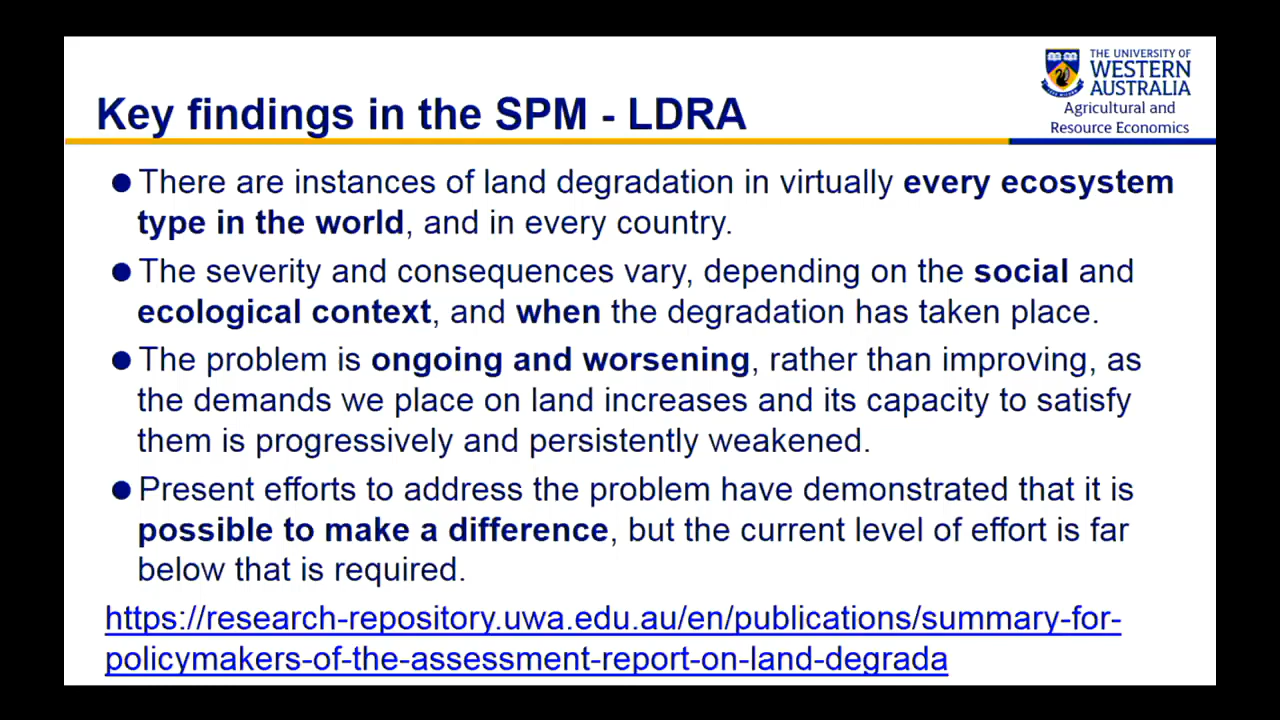 THE UNIVERSITY OF
WESTERN
AUSTRALIA
Agricultural and
Resource Economics
Key findings in the SPM - LDRA
● There are instances of land degradation in virtually every ecosystem
type in the world, and in every country.
● The severity and consequences vary, depending on the social and
ecological context, and when the degradation has taken place.
● The problem is ongoing and worsening, rather than improving, as
the demands we place on land increases and its capacity to satisfy
them is progressively and persistently weakened.
● Present efforts to address the problem have demonstrated that it is
possible to make a difference, but the current level of effort is far
below that is required.
https://research-repository.uwa.edu.au/en/publications/summary-for-
policymakers-of-the-assessment-report-on-land-degrada